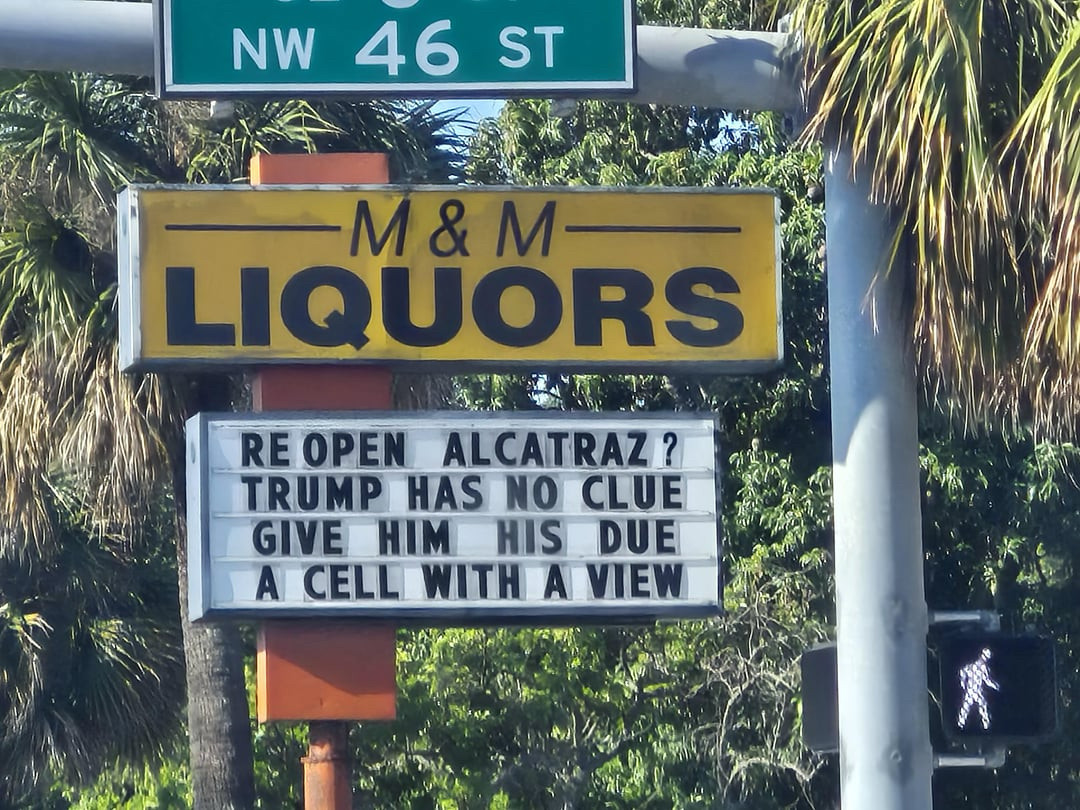 NW 46 ST
M & M
LIQUORS
RE OPEN ALCATRAZ?
TRUMP HAS NO CLUE
GIVE HIM HIS DUE
A CELL WITH A VIEW